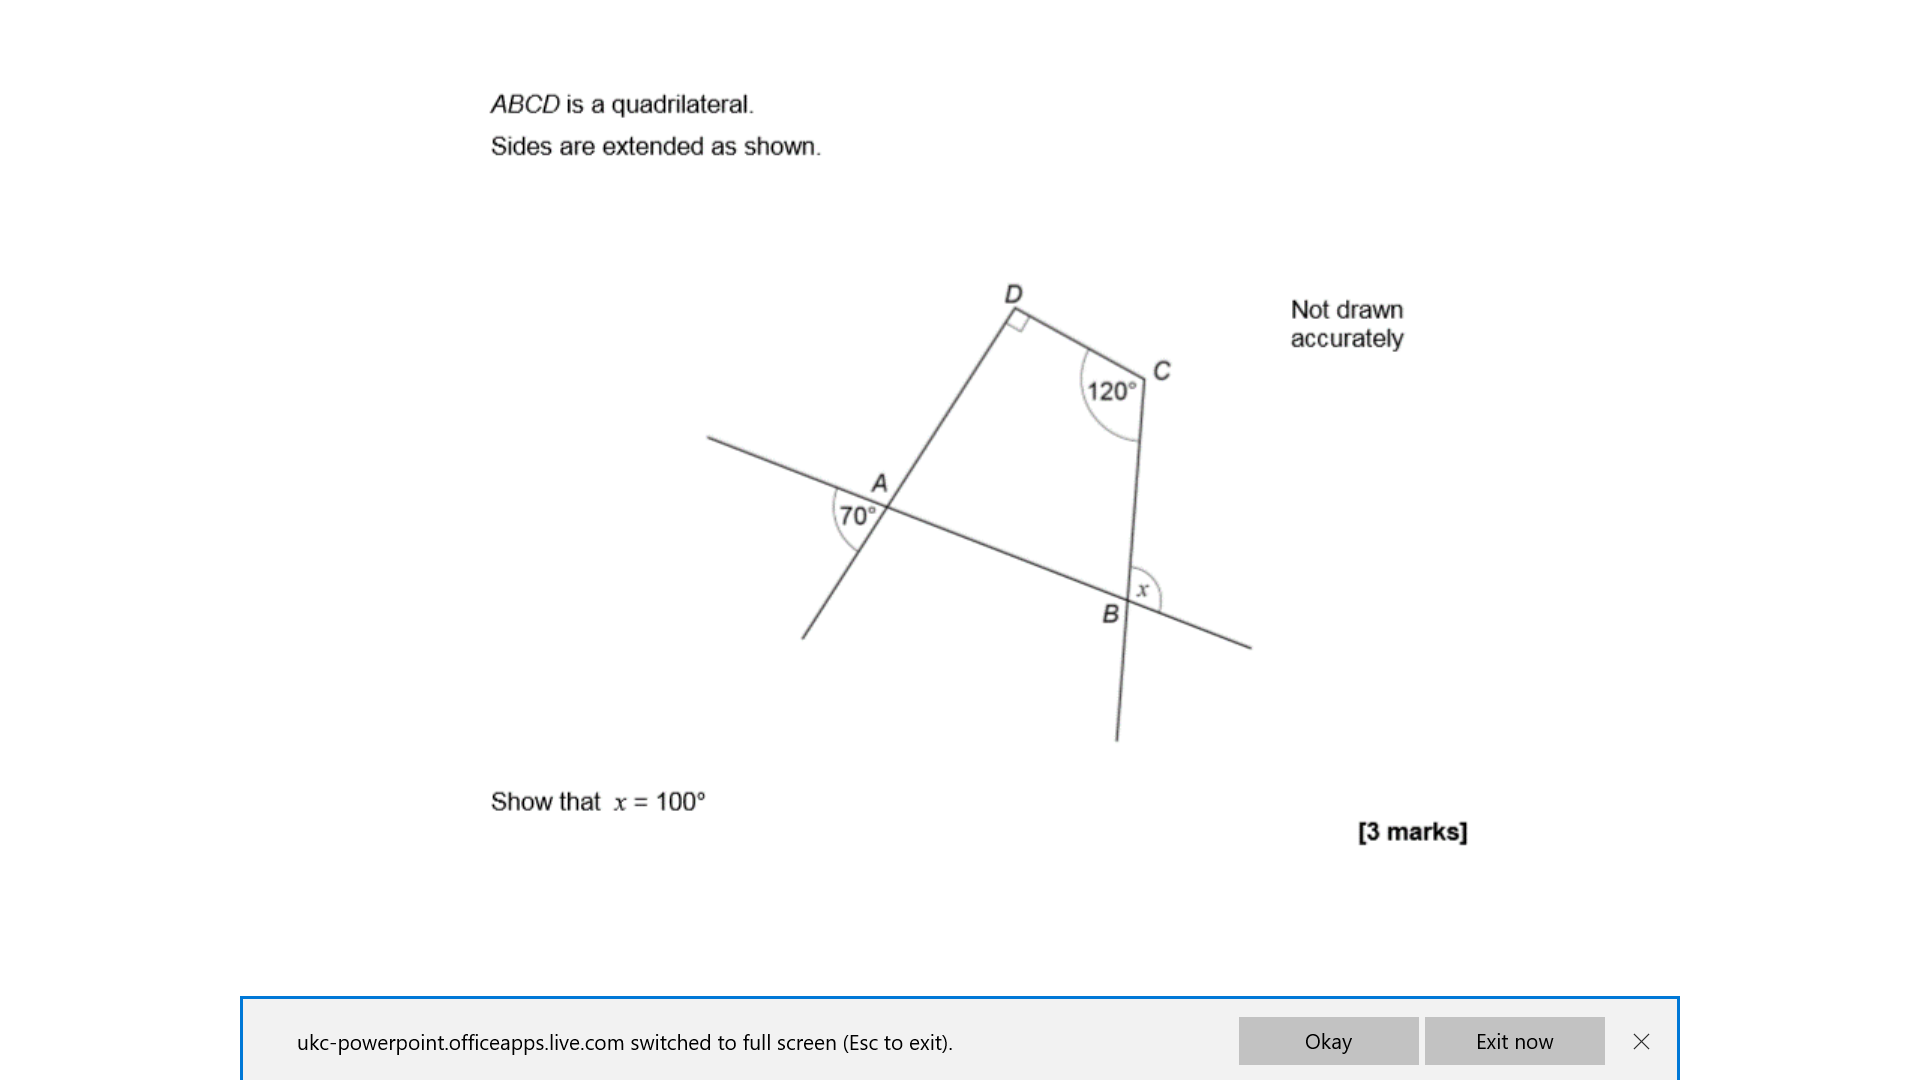 ABCD is a quadrilateral.
Sides are extended as shown.
D
Not drawn
accurately
C
120°
A
70°
x
B
Show that x = 100°
[3 marks]
ukc-powerpoint.officeapps.live.com switched to full screen (Esc to exit).
Okay
Exit now